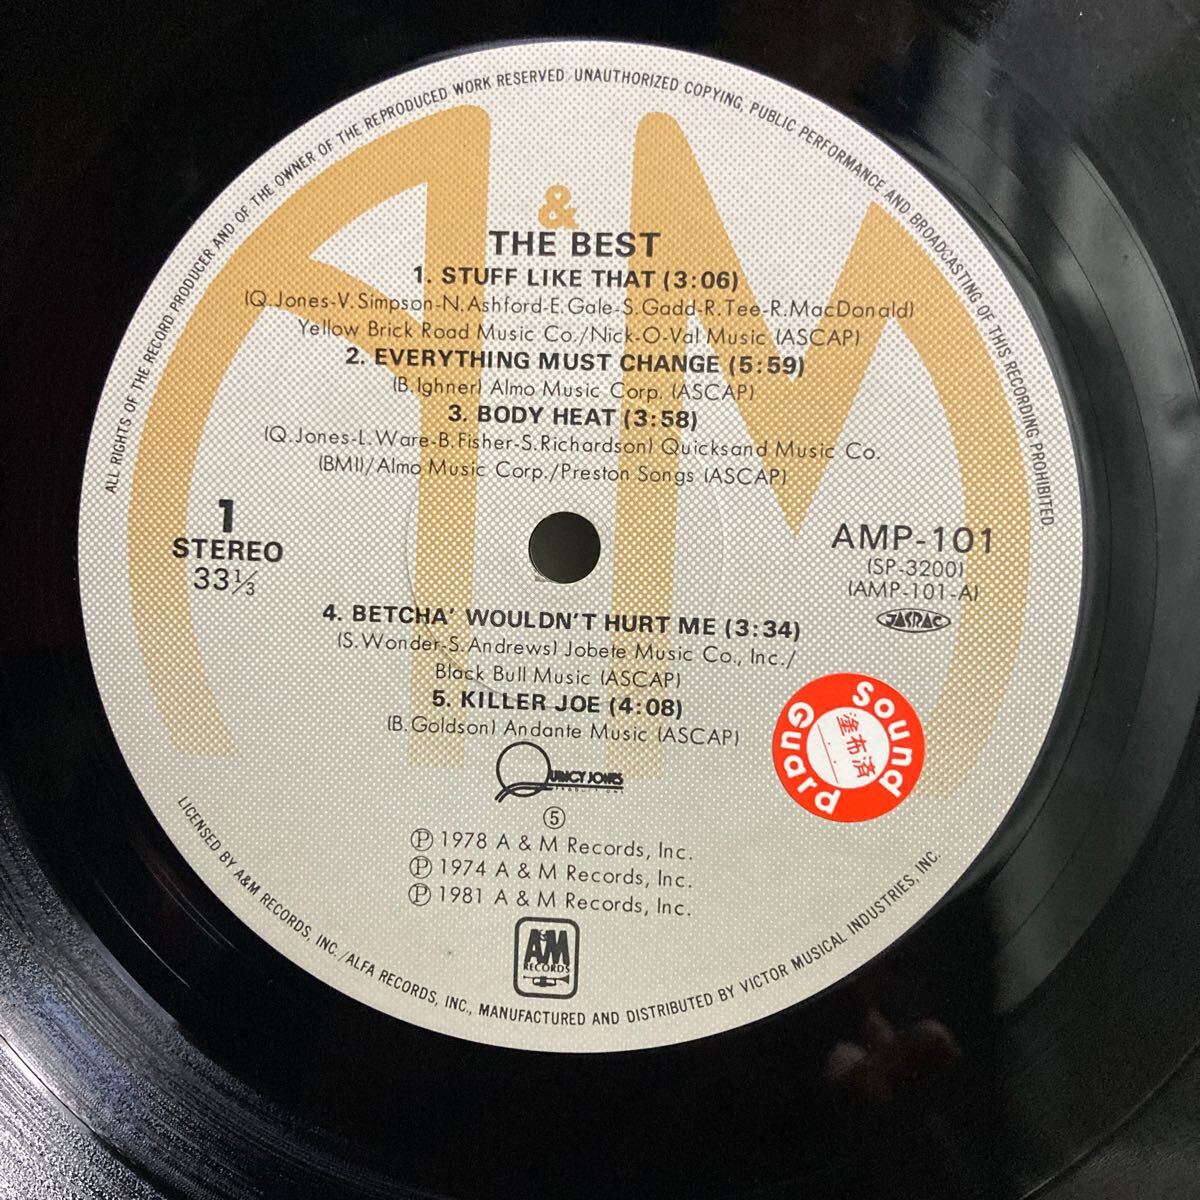 ALL RIGHTS OF THE RECORD PRODUCER AND OF THE OWNER OF THE REPRODUCED WORK RESERVED. UNAUTHORIZED COPYING, PUBLIC PERFORMANCE AND BROADCASTING OF THIS RECORDING PROHIBITED.
&
THE BEST
1. STUFF LIKE THAT (3:06)
(Q.Jones-V.Simpson-N.Ashford-E.Gale-S.Gadd-R.Tee-R.MacDonald)
Yellow Brick Road Music Co./Nick-O-Val Music (ASCAP)
2. EVERYTHING MUST CHANGE (5:59)
(B.Ighner) Almo Music Corp. (ASCAP)
3. BODY HEAT (3:58)
(Q.Jones-L.Ware-B.Fisher-S.Richardson) Quicksand Music Co.
(BMI)/Almo Music Corp./Preston Songs (ASCAP)
1
STEREO
33⅓
AMP-101
(SP-3200)
(AMP-101-A)
JASRAC
4. BETCHA' WOULDN'T HURT ME (3:34)
(S.Wonder-S.Andrews) Jobete Music Co., Inc./
Black Bull Music (ASCAP)
5. KILLER JOE (4:08)
(B.Goldson) Andante Music (ASCAP)
QUINCY JONES
PRODUCTIONS
Sound
塗布済
Guard
⑤
Ⓟ 1978 A & M Records, Inc.
Ⓟ 1974 A & M Records, Inc.
Ⓟ 1981 A & M Records, Inc.
A&M
RECORDS
LICENSED BY A&M RECORDS, INC./ALFA RECORDS, INC., MANUFACTURED AND DISTRIBUTED BY VICTOR MUSICAL INDUSTRIES, INC.